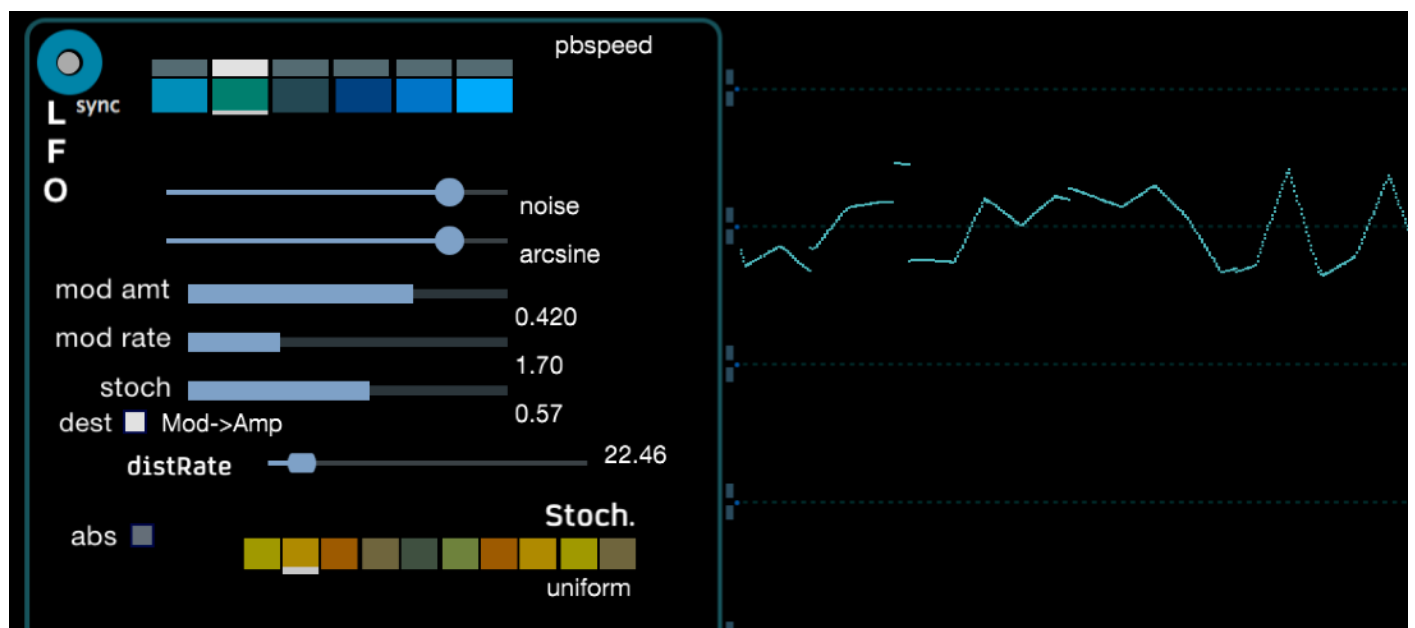 pbspeed
sync
L
F
O
noise
arcsine
mod amt
0.420
mod rate
1.70
stoch
0.57
dest Mod->Amp
distRate 22.46
Stoch.
abs
uniform